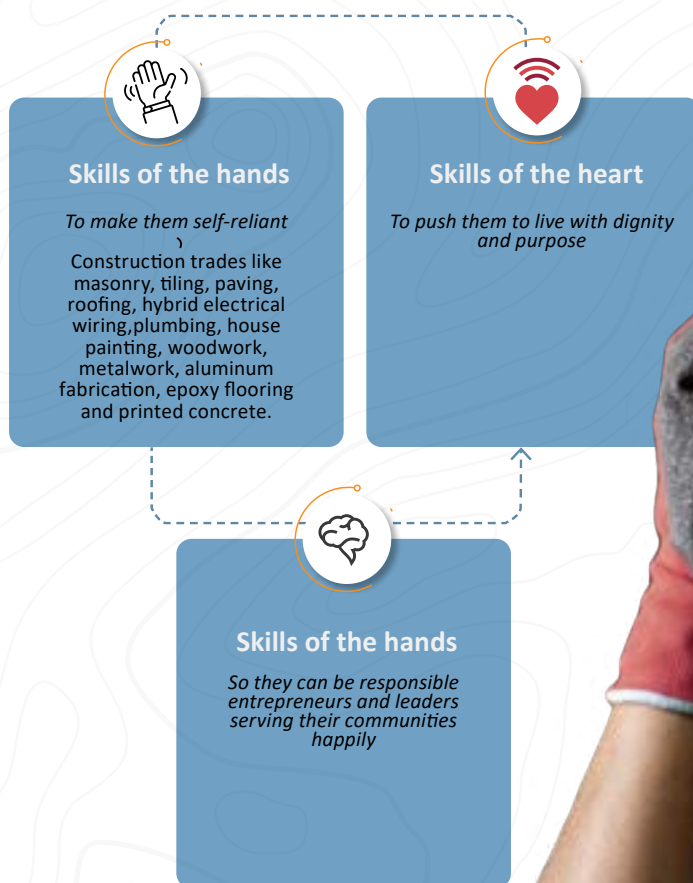 Skills of the hands
To make them self-reliant
Construction trades like
masonry, tiling, paving,
roofing, hybrid electrical
wiring,plumbing, house
painting, woodwork,
metalwork, aluminum
fabrication, epoxy flooring
and printed concrete.
Skills of the heart
To push them to live with dignity
and purpose
Skills of the hands
So they can be responsible
entrepreneurs and leaders
serving their communities
happily